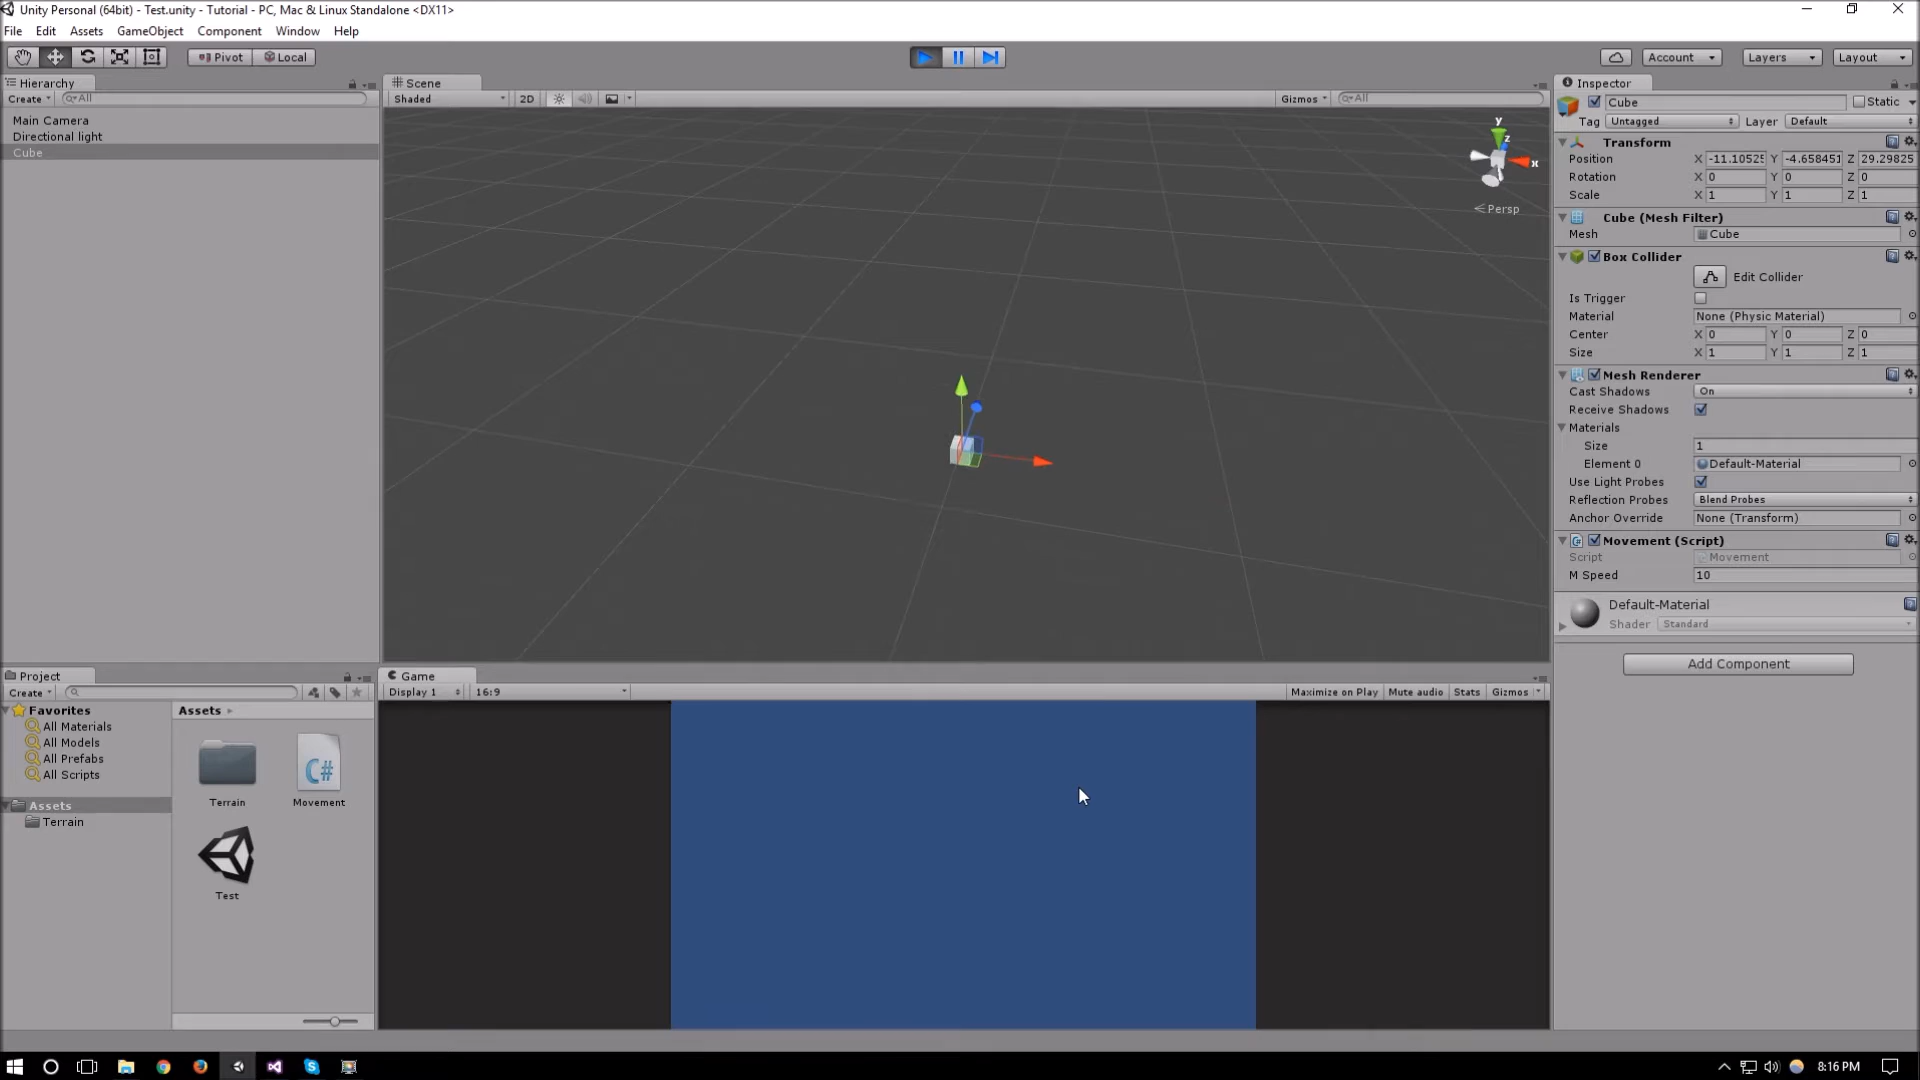 Unity Personal (64bit) - Test.unity - Tutorial - PC, Mac & Linux Standalone <DX11>
File Edit Assets GameObject Component Window Help
Pivot Local Account Layers Layout
Hierarchy
Create All
Main Camera
Directional light
Cube
Scene
Shaded 2D Gizmos All
y
z
x
Persp
Inspector
Cube Static
Tag Untagged Layer Default
Transform
Position X -11.10525 Y -4.658451 Z 29.29825
Rotation X 0 Y 0 Z 0
Scale X 1 Y 1 Z 1
Cube (Mesh Filter)
Mesh Cube
Box Collider
Edit Collider
Is Trigger
Material None (Physic Material)
Center X 0 Y 0 Z 0
Size X 1 Y 1 Z 1
Mesh Renderer
Cast Shadows On
Receive Shadows
Materials
Size 1
Element 0 Default-Material
Use Light Probes
Reflection Probes Blend Probes
Anchor Override None (Transform)
C# Movement (Script)
Script Movement
M Speed 10
Default-Material
Shader Standard
Add Component
Project
Create
Favorites
All Materials
All Models
All Prefabs
All Scripts
Assets
Terrain
Assets
C#
Terrain Movement
Test
Game
Display 1 16:9 Maximize on Play Mute audio Stats Gizmos
8:16 PM